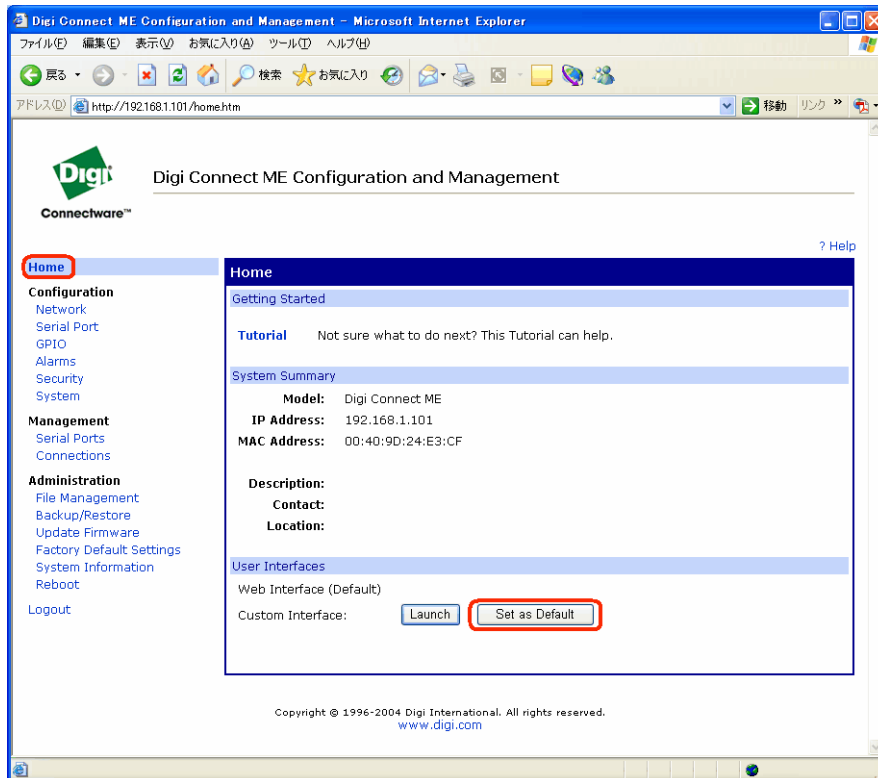 Digi Connect ME Configuration and Management - Microsoft Internet Explorer
ファイル(F) 編集(E) 表示(V) お気に入り(A) ツール(T) ヘルプ(H)
戻る 検索 お気に入り
アドレス(D) http://192.168.1.101/home.htm 移動 リンク »
Digi
Connectware™
Digi Connect ME Configuration and Management
? Help
Home
Configuration
Network
Serial Port
GPIO
Alarms
Security
System
Management
Serial Ports
Connections
Administration
File Management
Backup/Restore
Update Firmware
Factory Default Settings
System Information
Reboot
Logout
Home
Getting Started
Tutorial Not sure what to do next? This Tutorial can help.
System Summary
Model: Digi Connect ME
IP Address: 192.168.1.101
MAC Address: 00:40:9D:24:E3:CF
Description:
Contact:
Location:
User Interfaces
Web Interface (Default)
Custom Interface: Launch Set as Default
Copyright © 1996-2004 Digi International. All rights reserved.
www.digi.com